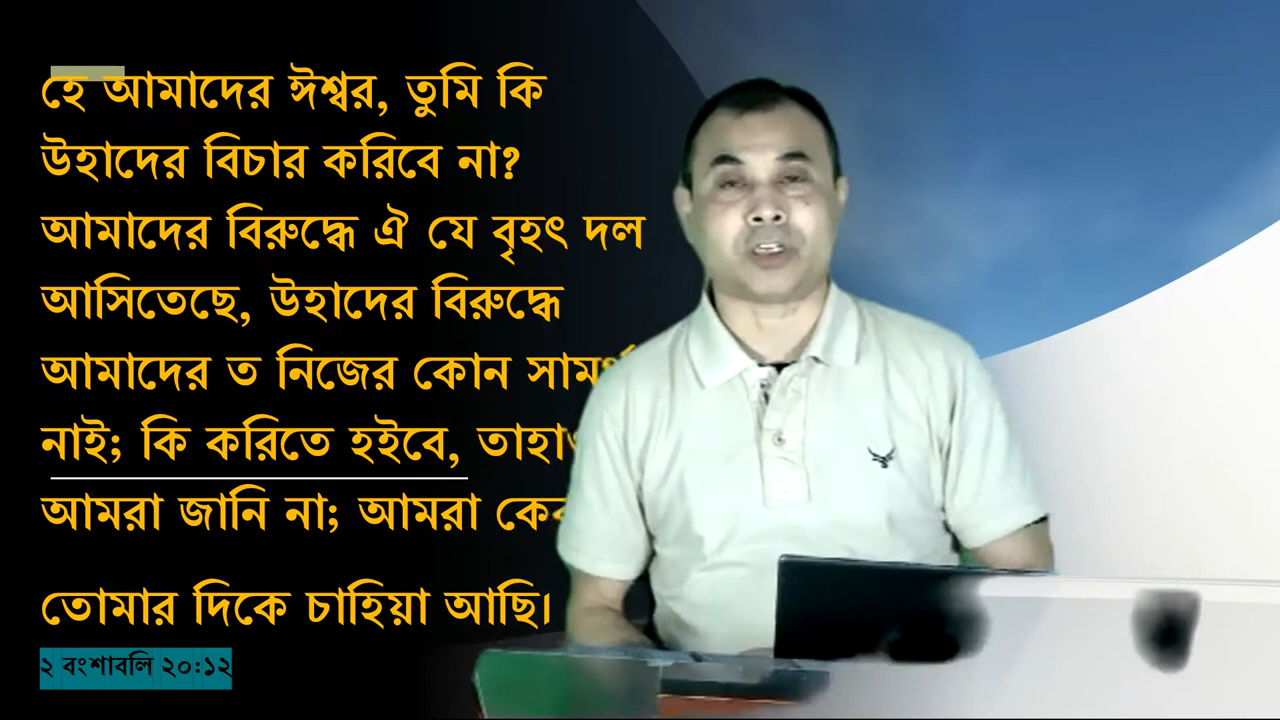 হে আমাদের ঈশ্বর, তুমি কি
উহাদের বিচার করিবে না?
আমাদের বিরুদ্ধে ঐ যে বৃহৎ দল
আসিতেছে, উহাদের বিরুদ্ধে
আমাদের ত নিজের কোন
নাই; কি করিতে হইবে,
আমরা জানি না; আমরা
তোমার দিকে চাহিয়া আছি।
২ বংশাবলি ২০:১২